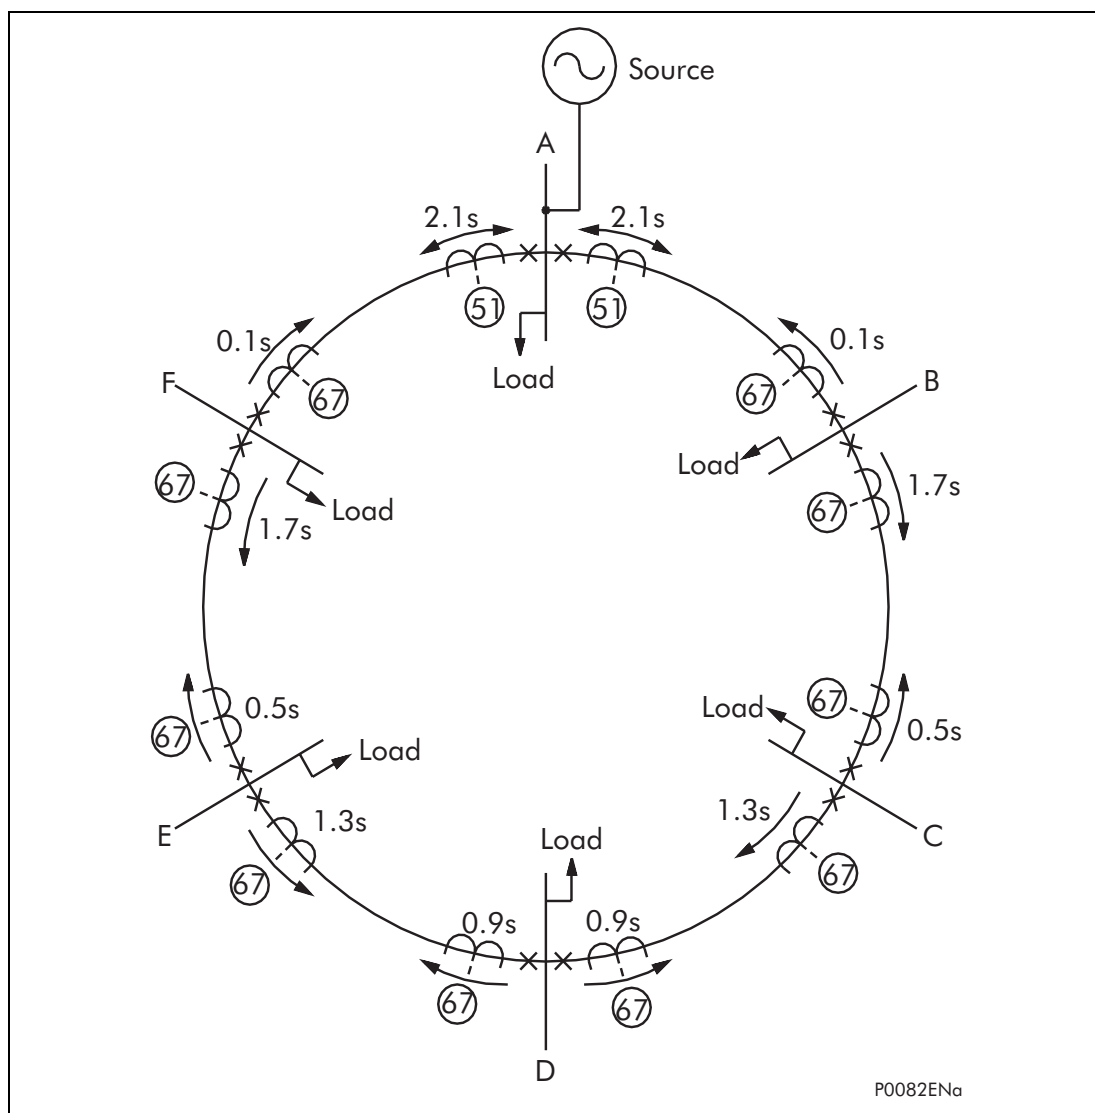 Source
A
2.1s 2.1s
51 51
Load
0.1s 0.1s
F 67 67 B
Load
67 Load 67 1.7s
1.7s
67 0.5s Load 67 0.5s
Load
E 1.3s 1.3s C
67 Load 67
0.9s 0.9s
67 67
D
P0082ENa